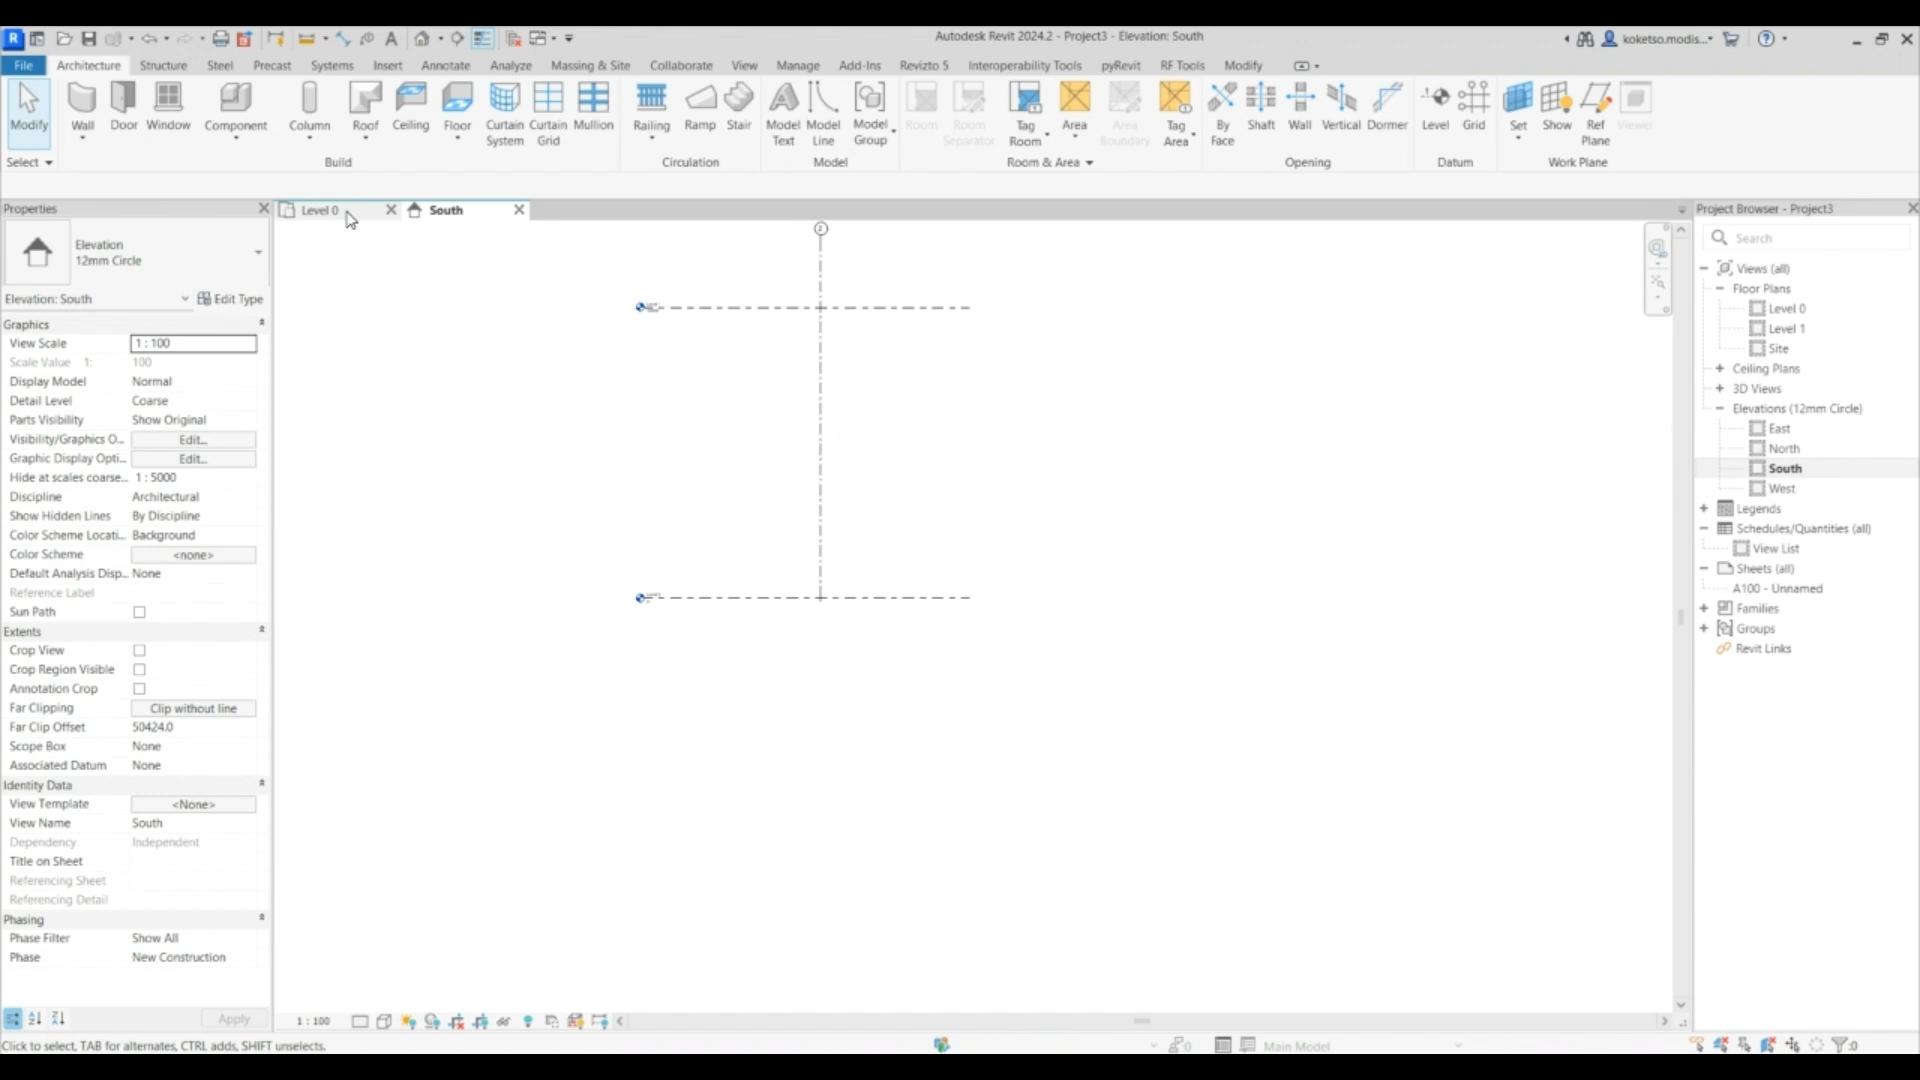 Autodesk Revit 2024.2 - Project3 - Elevation: South
koketso.modis...
File Architecture Structure Steel Precast Systems Insert Annotate Analyze Massing & Site Collaborate View Manage Add-Ins Revizto 5 Interoperability Tools pyRevit RF Tools Modify
Modify Wall Door Window Component Column Roof Ceiling Floor Curtain System Curtain Grid Mullion Railing Ramp Stair Model Text Model Line Model Group Room Room Separator Tag Room Area Area Boundary Tag Area By Face Shaft Wall Vertical Dormer Level Grid Set Show Ref Plane Viewer
Select Build Circulation Model Room & Area Opening Datum Work Plane
Properties
Level 0
South
Project Browser - Project3
Elevation
12mm Circle
Elevation: South
Edit Type
Graphics
View Scale 1 : 100
Scale Value 1: 100
Display Model Normal
Detail Level Coarse
Parts Visibility Show Original
Visibility/Graphics O... Edit...
Graphic Display Opti... Edit...
Hide at scales coarse... 1 : 5000
Discipline Architectural
Show Hidden Lines By Discipline
Color Scheme Locati... Background
Color Scheme <none>
Default Analysis Disp... None
Reference Label
Sun Path
Extents
Crop View
Crop Region Visible
Annotation Crop
Far Clipping Clip without line
Far Clip Offset 50424.0
Scope Box None
Associated Datum None
Identity Data
View Template <None>
View Name South
Dependency Independent
Title on Sheet
Referencing Sheet
Referencing Detail
Phasing
Phase Filter Show All
Phase New Construction
Apply
1 : 100
Search
Views (all)
Floor Plans
Level 0
Level 1
Site
Ceiling Plans
3D Views
Elevations (12mm Circle)
East
North
South
West
Legends
Schedules/Quantities (all)
View List
Sheets (all)
A100 - Unnamed
Families
Groups
Revit Links
Click to select, TAB for alternates, CTRL adds, SHIFT unselects.
:0
Main Model
:0